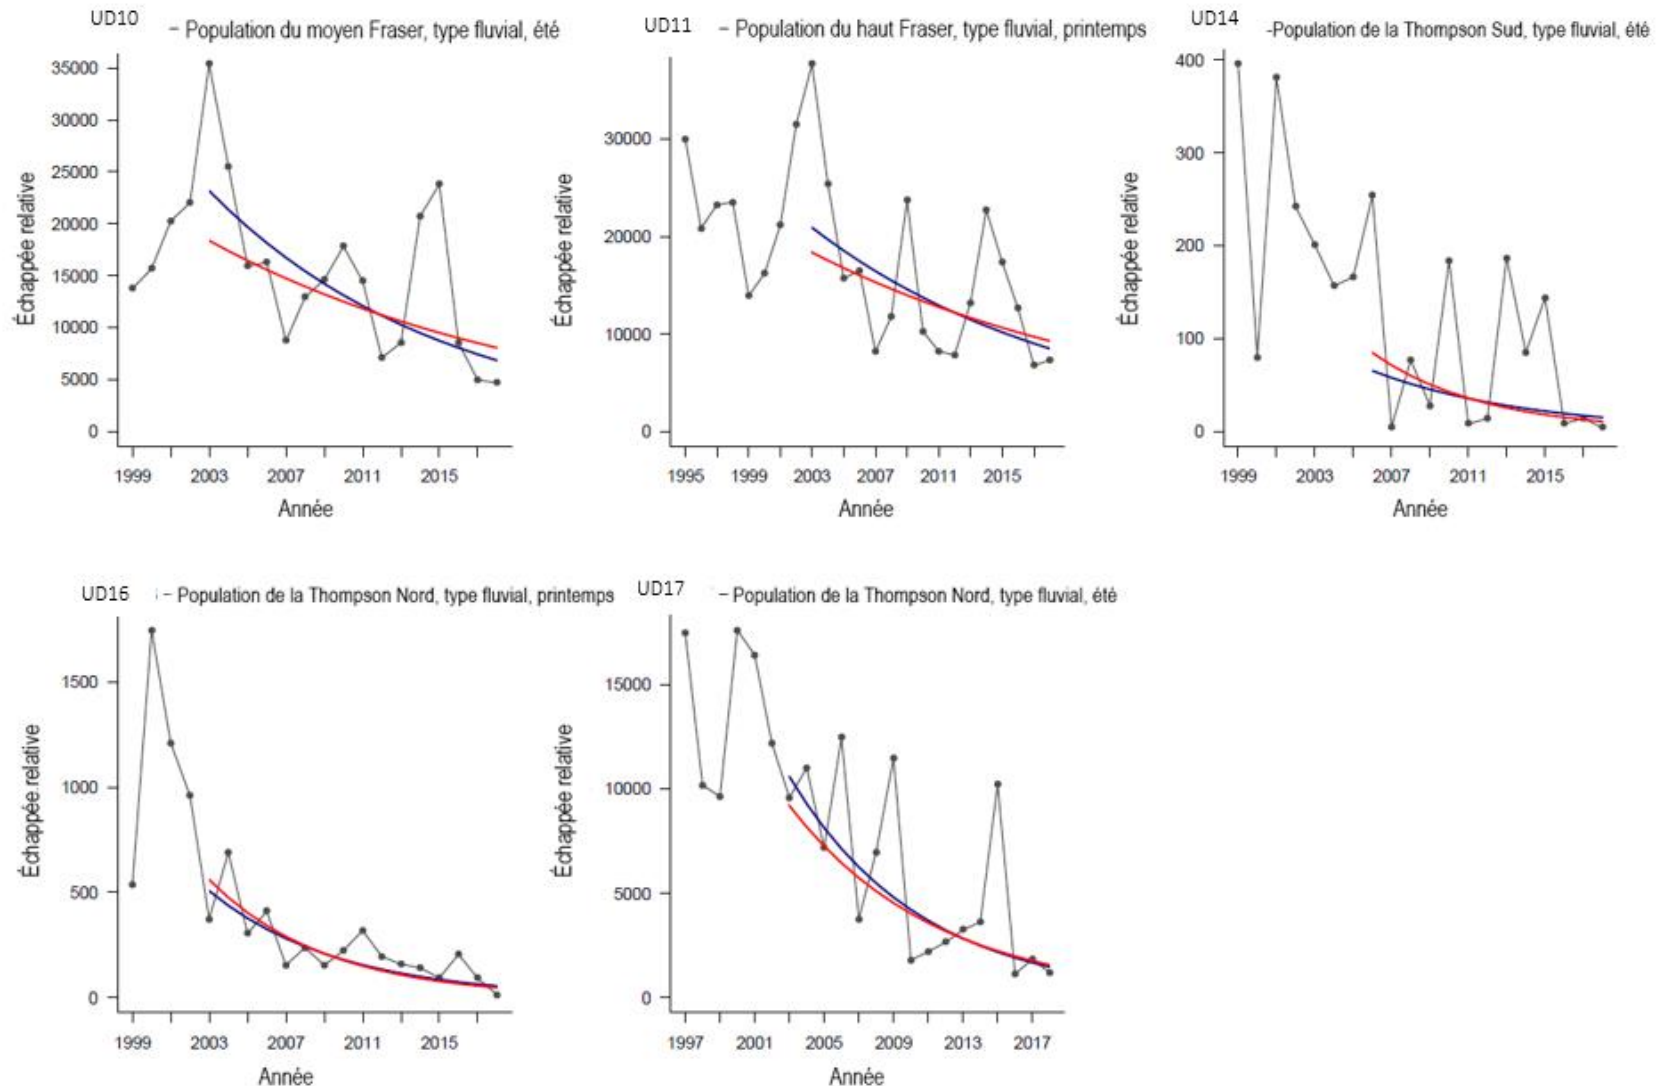 UD10 – Population du moyen Fraser, type fluvial, été
Échappée relative
35000
30000
25000
20000
15000
10000
5000
0
1999 2003 2007 2011 2015
Année
UD11 – Population du haut Fraser, type fluvial, printemps
Échappée relative
30000
20000
10000
0
1995 1999 2003 2007 2011 2015
Année
UD14 -Population de la Thompson Sud, type fluvial, été
Échappée relative
400
300
200
100
0
1999 2003 2007 2011 2015
Année
UD16 – Population de la Thompson Nord, type fluvial, printemps
Échappée.relative
1500
1000
500
0
1999 2003 2007 2011 2015
Année
UD17 – Population de la Thompson Nord, type fluvial, été
Échappée relative
15000
10000
5000
0
1997 2001 2005 2009 2013 2017
Année